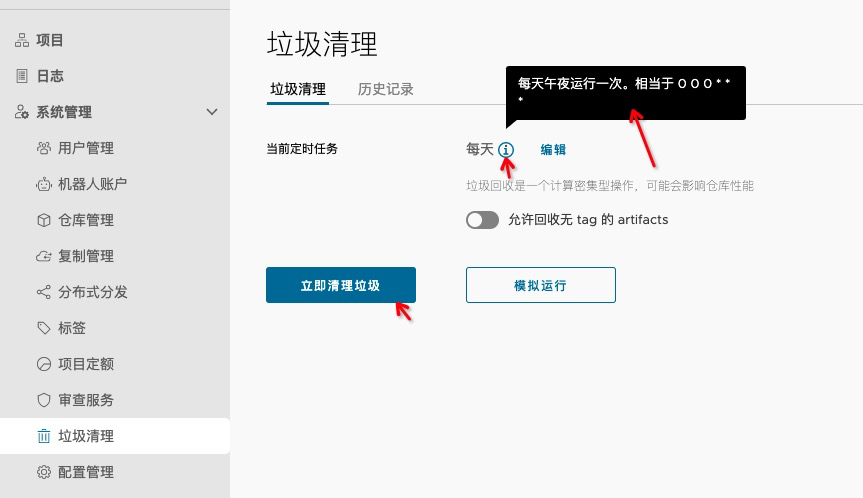 项目
日志
系统管理
用户管理
机器人账户
仓库管理
复制管理
分布式分发
标签
项目定额
审查服务
垃圾清理
配置管理
垃圾清理
垃圾清理 历史记录
每天午夜运行一次。相当于 0 0 0 * *
*
当前定时任务 每天 编辑
垃圾回收是一个计算密集型操作，可能会影响仓库性能
允许回收无 tag 的 artifacts
立即清理垃圾 模拟运行